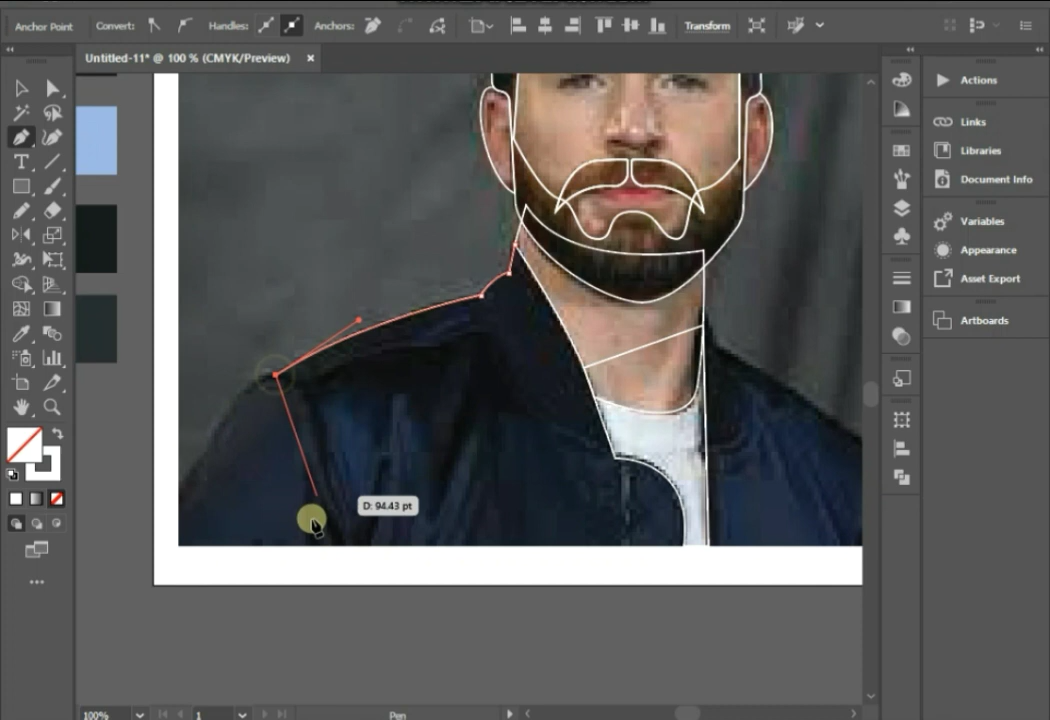 Anchor Point Convert: Handles: Anchors: Transform
Untitled-11* @ 100 % (CMYK/Preview) ×
Actions
Links
Libraries
Document Info
Variables
Appearance
Asset Export
Artboards
D: 94.43 pt
100% 1 Pen